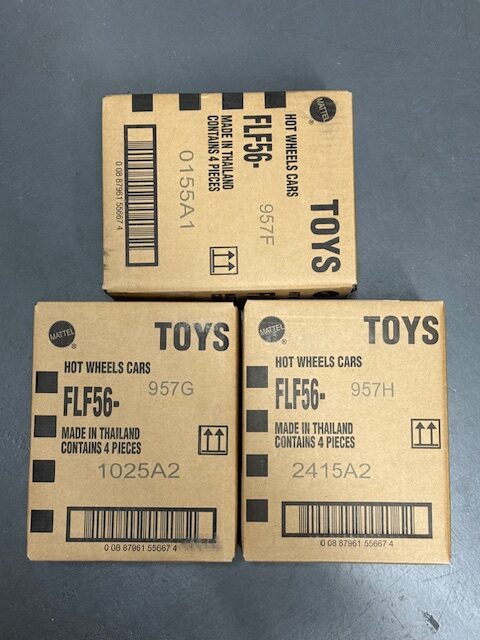 MATTEL
®
TOYS
HOT WHEELS CARS
FLF56-
957F
MADE IN THAILAND
CONTAINS 4 PIECES
0155A1
0 08 87961 55667 4
MATTEL
®
TOYS
HOT WHEELS CARS
FLF56-
957G
MADE IN THAILAND
CONTAINS 4 PIECES
1025A2
0 08 87961 55667 4
MATTEL
®
TOYS
HOT WHEELS CARS
FLF56-
957H
MADE IN THAILAND
CONTAINS 4 PIECES
2415A2
0 08 87961 55667 4